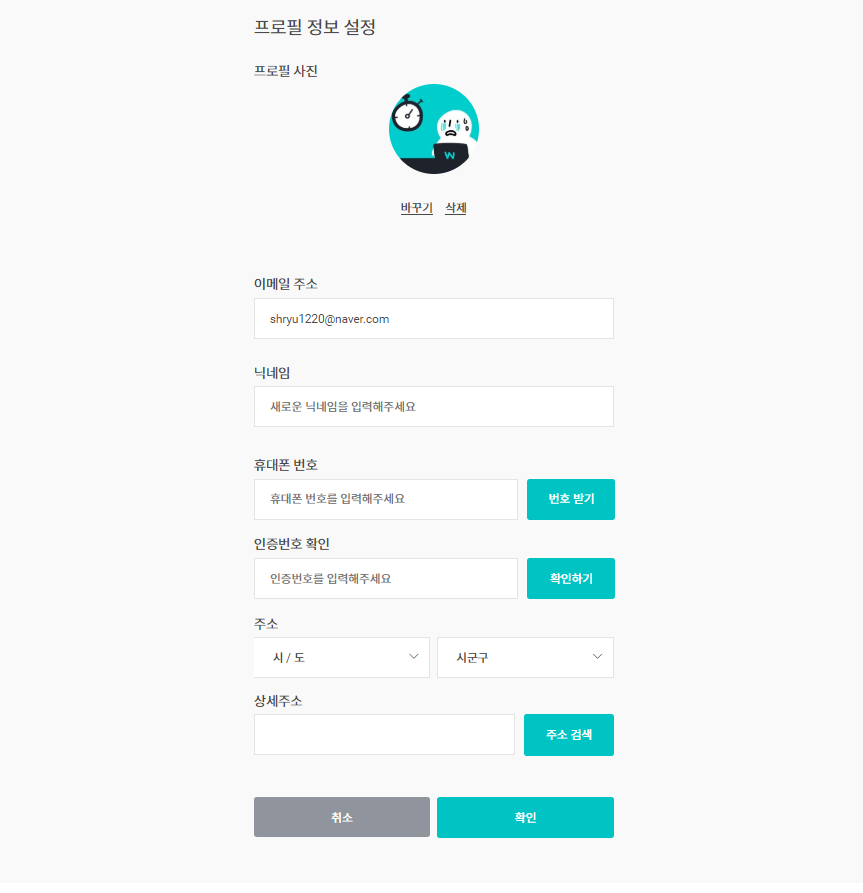 프로필 정보 설정
프로필 사진
W
바꾸기 삭제
이메일 주소
shryu1220@naver.com
닉네임
새로운 닉네임을 입력해주세요
휴대폰 번호
휴대폰 번호를 입력해주세요 번호 받기
인증번호 확인
인증번호를 입력해주세요 확인하기
주소
시 / 도 시군구
상세주소
주소 검색
취소 확인